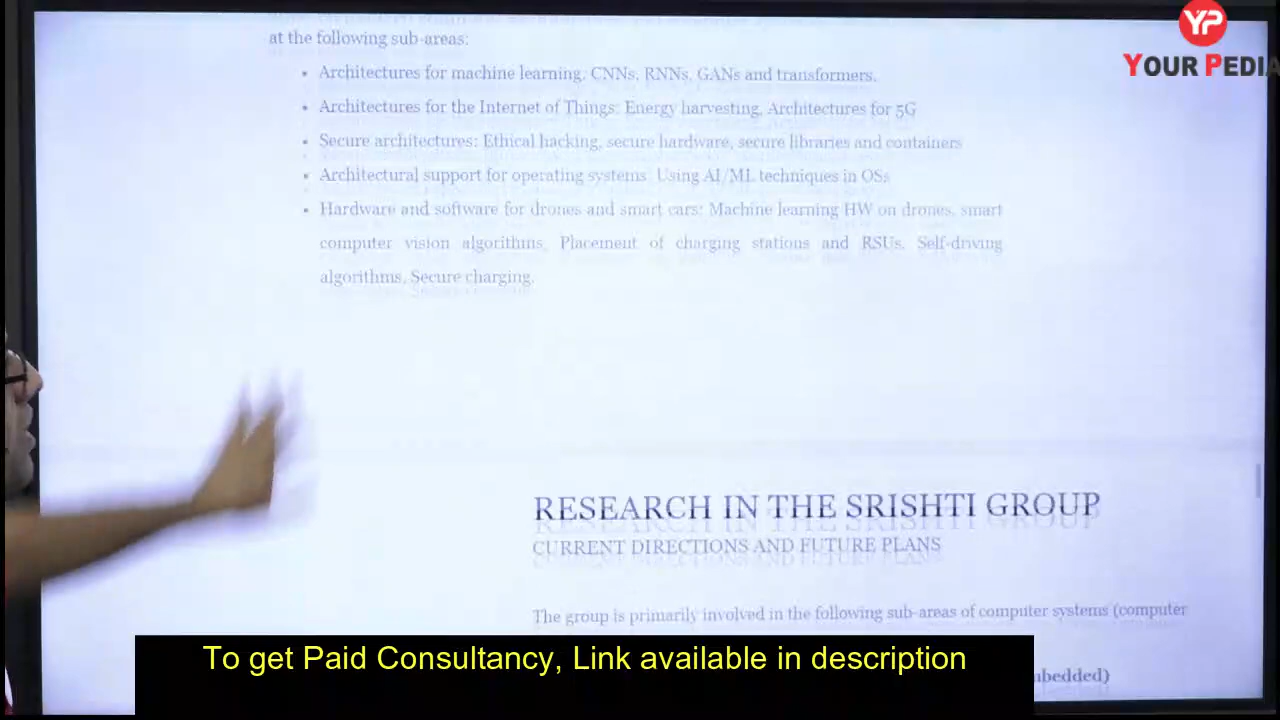 YP
YOUR PEDIA
at the following sub-areas:
• Architectures for machine learning: CNNs, RNNs, GANs and transformers.
• Architectures for the Internet of Things: Energy harvesting, Architectures for 5G
• Secure architectures: Ethical hacking, secure hardware, secure libraries and containers
• Architectural support for operating systems: Using AI/ML techniques in OSs
• Hardware and software for drones and smart cars: Machine learning HW on drones, smart
computer vision algorithms, Placement of charging stations and RSUs, Self-driving
algorithms, Secure charging.
RESEARCH IN THE SRISHTI GROUP
CURRENT DIRECTIONS AND FUTURE PLANS
The group is primarily involved in the following sub-areas of computer systems (computer
To get Paid Consultancy, Link available in description